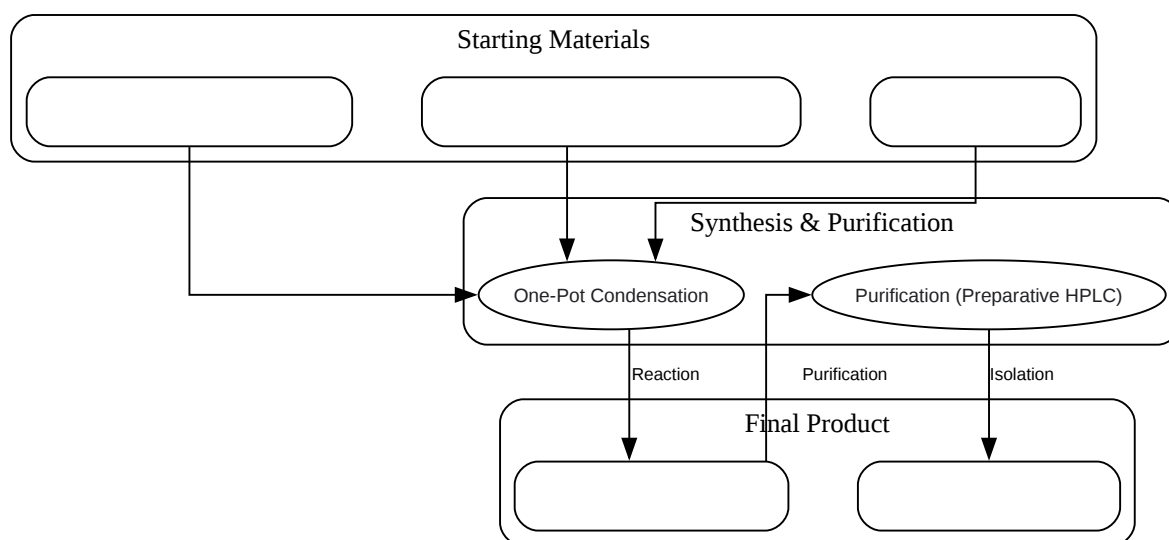 Starting Materials
Synthesis & Purification
One-Pot Condensation
Purification (Preparative HPLC)
Reaction
Purification
Isolation
Final Product